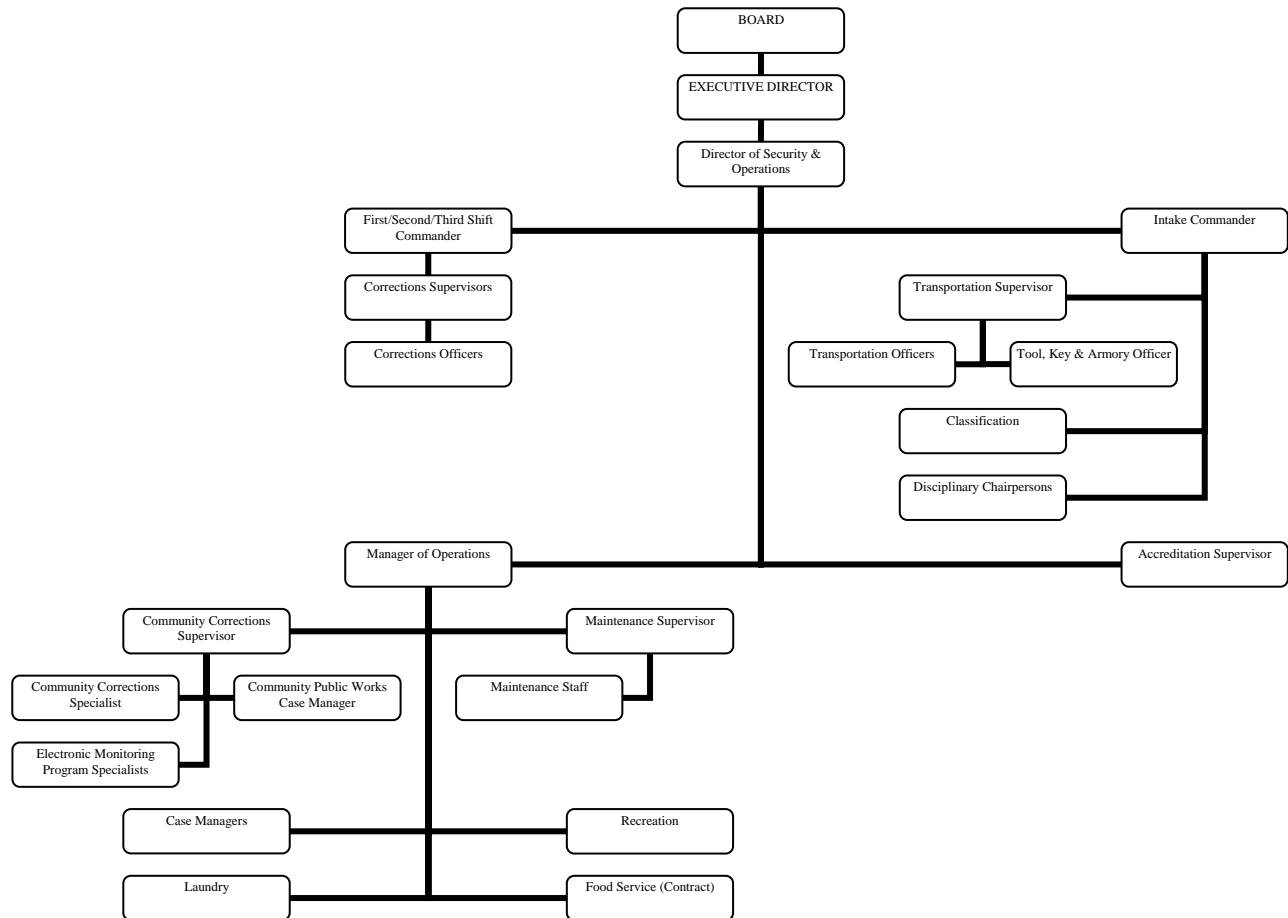 BOARD
EXECUTIVE DIRECTOR
Director of Security &
Operations
First/Second/Third Shift
Commander
Intake Commander
Corrections Supervisors
Transportation Supervisor
Corrections Officers
Transportation Officers
Tool, Key & Armory Officer
Classification
Disciplinary Chairpersons
Manager of Operations
Accreditation Supervisor
Community Corrections
Supervisor
Maintenance Supervisor
Community Corrections
Specialist
Community Public Works
Case Manager
Maintenance Staff
Electronic Monitoring
Program Specialists
Case Managers
Recreation
Laundry
Food Service (Contract)